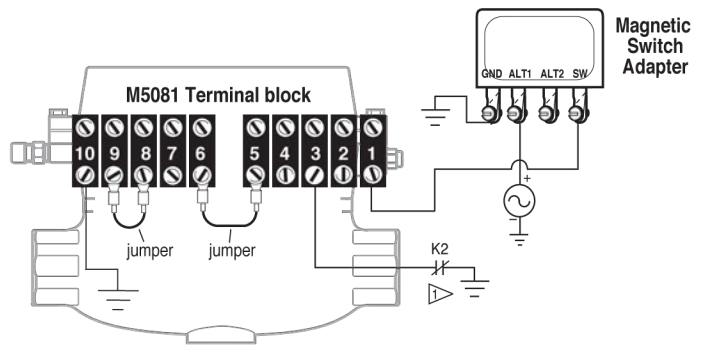 Magnetic
Switch
Adapter
GND ALT1 ALT2 SW
M5081 Terminal block
10 9 8 7 6 5 4 3 2 1
+
−
jumper jumper
K2
1